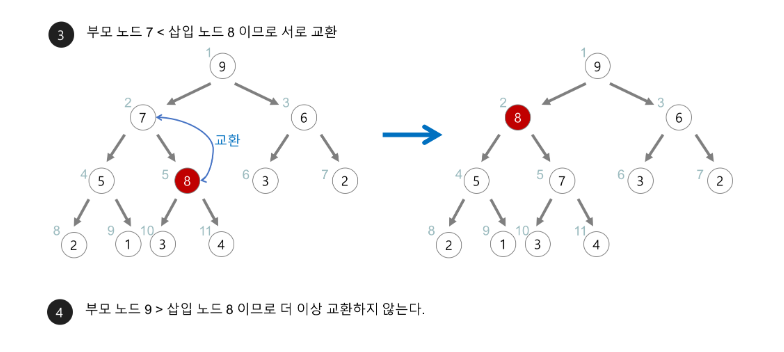 3 부모 노드 7 < 삽입 노드 8 이므로 서로 교환
1 9 1 9
2 7 3 6 2 8 3 6
교환
4 5 5 8 6 3 7 2 4 5 5 7 6 3 7 2
8 2 9 1 10 3 11 4 8 2 9 1 10 3 11 4
4 부모 노드 9 > 삽입 노드 8 이므로 더 이상 교환하지 않는다.